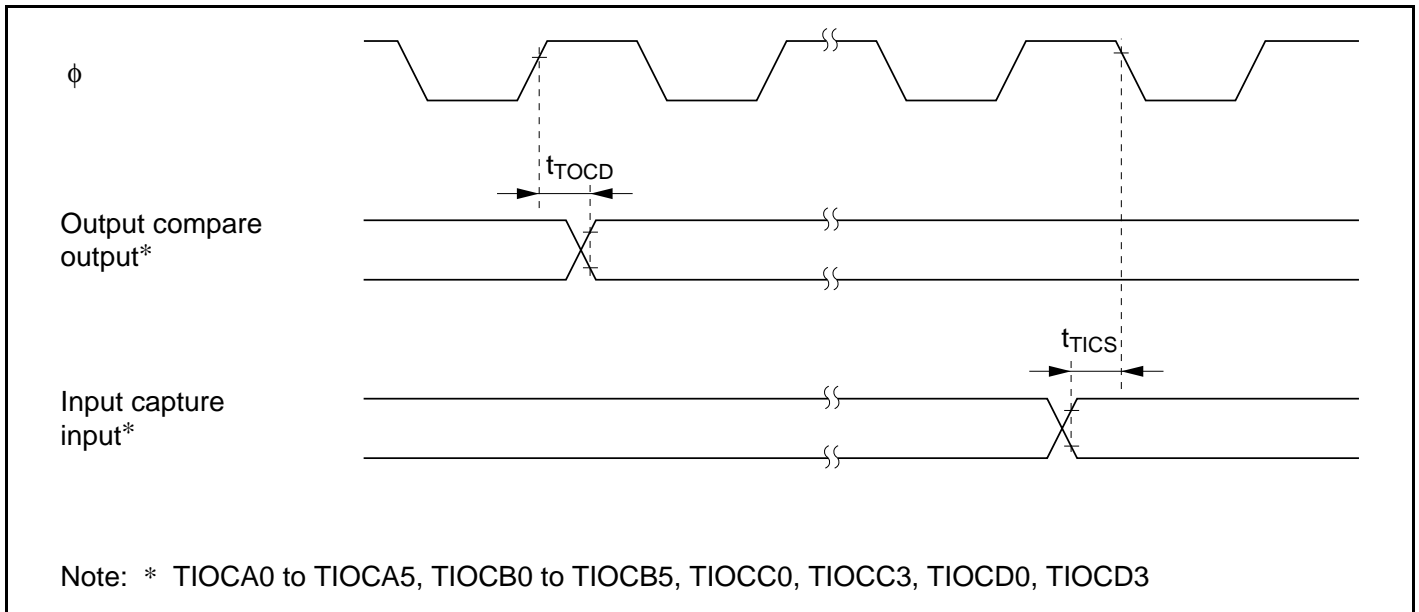 ϕ
tTOCD
Output compare
output*
tTICS
Input capture
input*
Note: * TIOCA0 to TIOCA5, TIOCB0 to TIOCB5, TIOCC0, TIOCC3, TIOCD0, TIOCD3